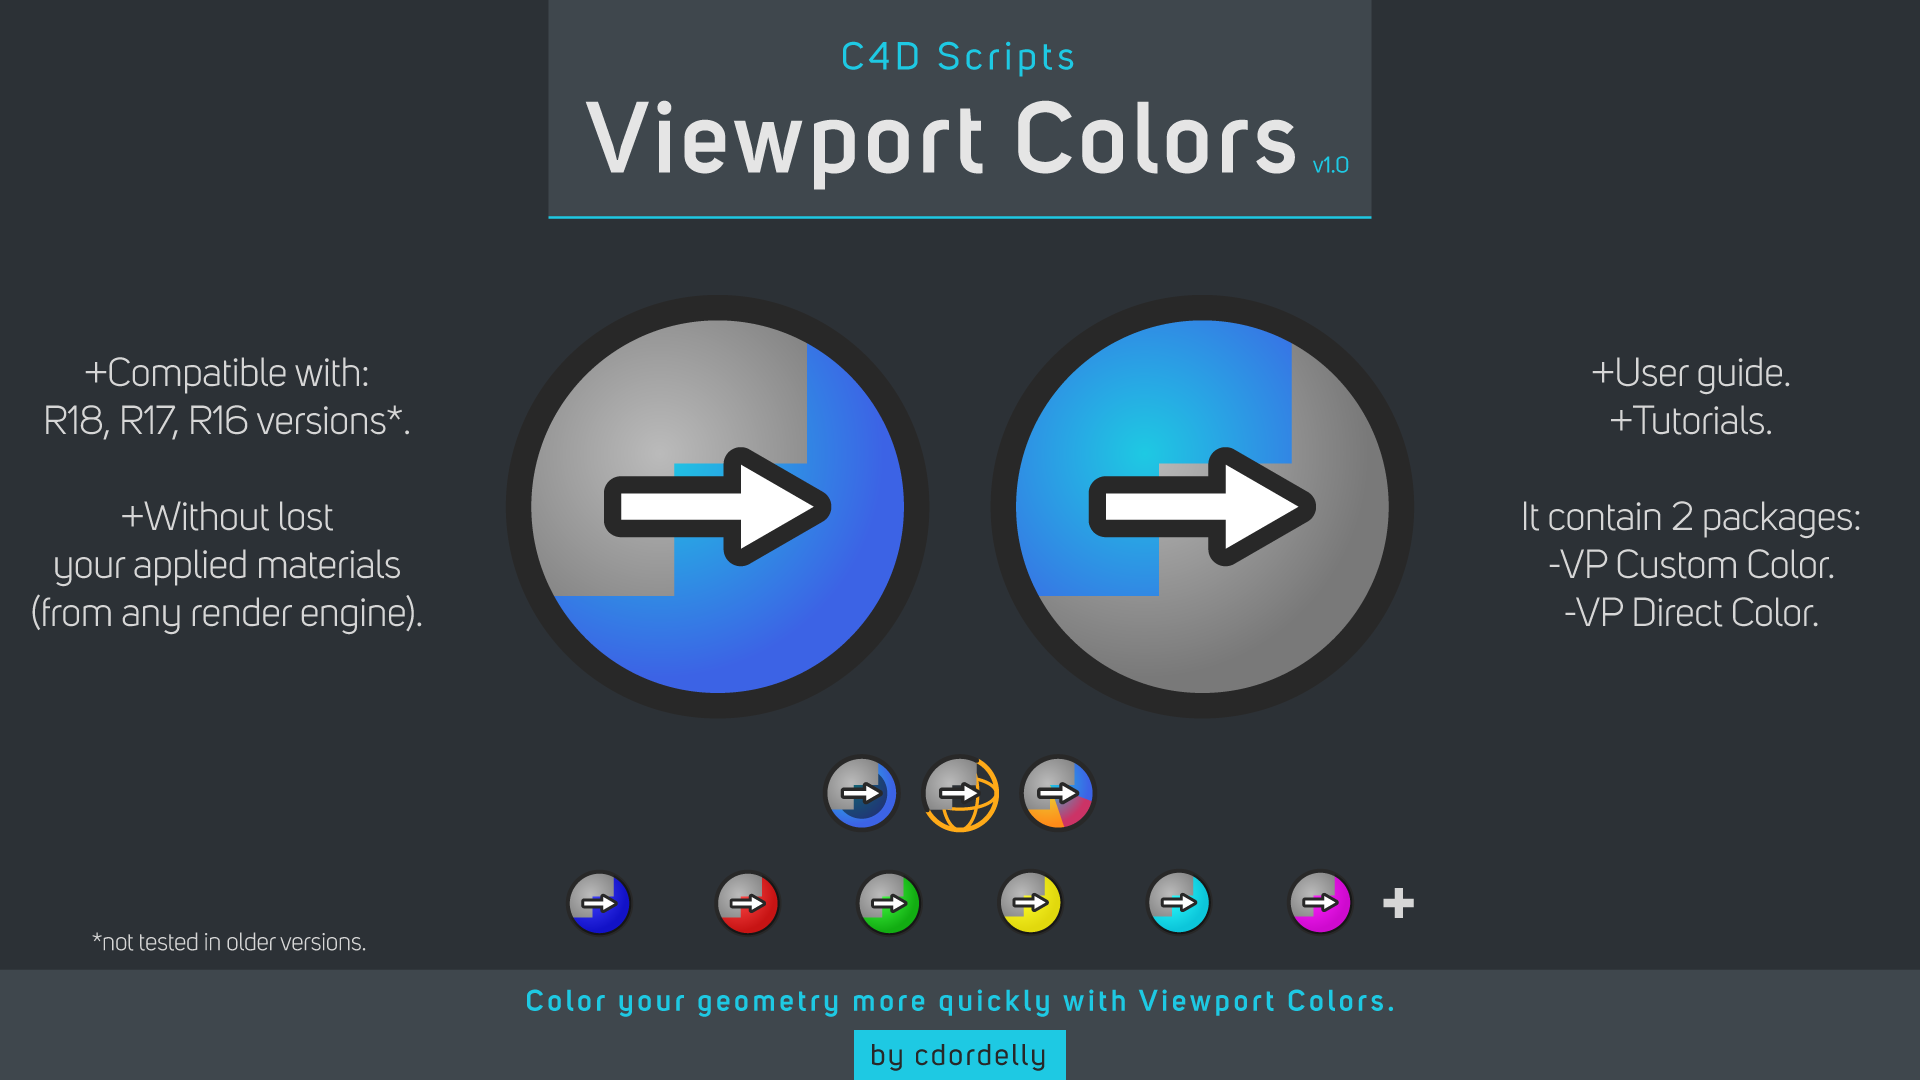 C4D Scripts
Viewport Colors v1.0
+Compatible with:
R18, R17, R16 versions*.
+Without lost
your applied materials
(from any render engine).
+User guide.
+Tutorials.
It contain 2 packages:
-VP Custom Color.
-VP Direct Color.
*not tested in older versions.
Color your geometry more quickly with Viewport Colors.
by cdordelly